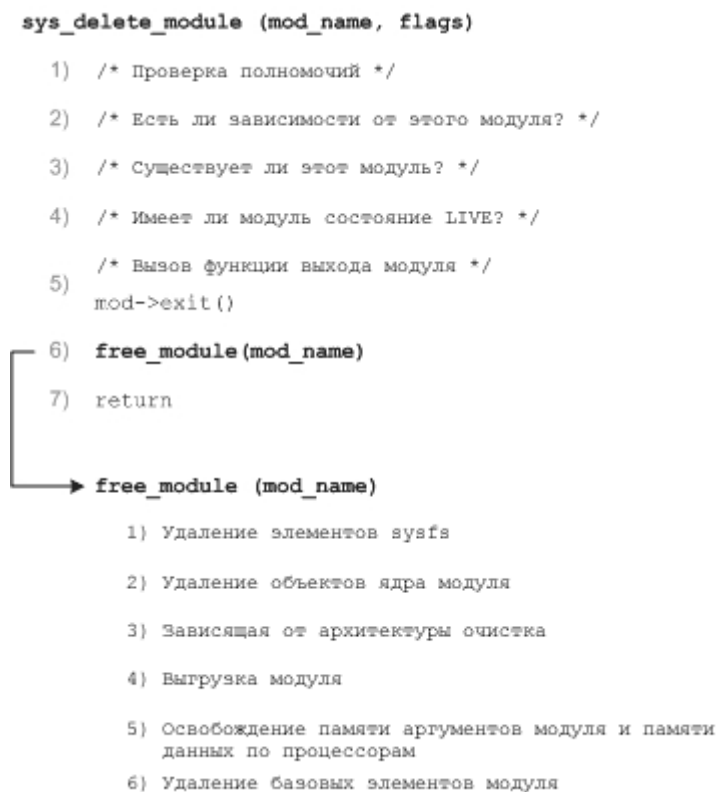 sys_delete_module (mod_name, flags)
1) /* Проверка полномочий */
2) /* Есть ли зависимости от этого модуля? */
3) /* Существует ли этот модуль? */
4) /* Имеет ли модуль состояние LIVE? */
5) /* Вызов функции выхода модуля */
mod->exit()
6) free_module(mod_name)
7) return
free_module (mod_name)
1) Удаление элементов sysfs
2) Удаление объектов ядра модуля
3) Зависящая от архитектуры очистка
4) Выгрузка модуля
5) Освобождение памяти аргументов модуля и памяти
данных по процессорам
6) Удаление базовых элементов модуля